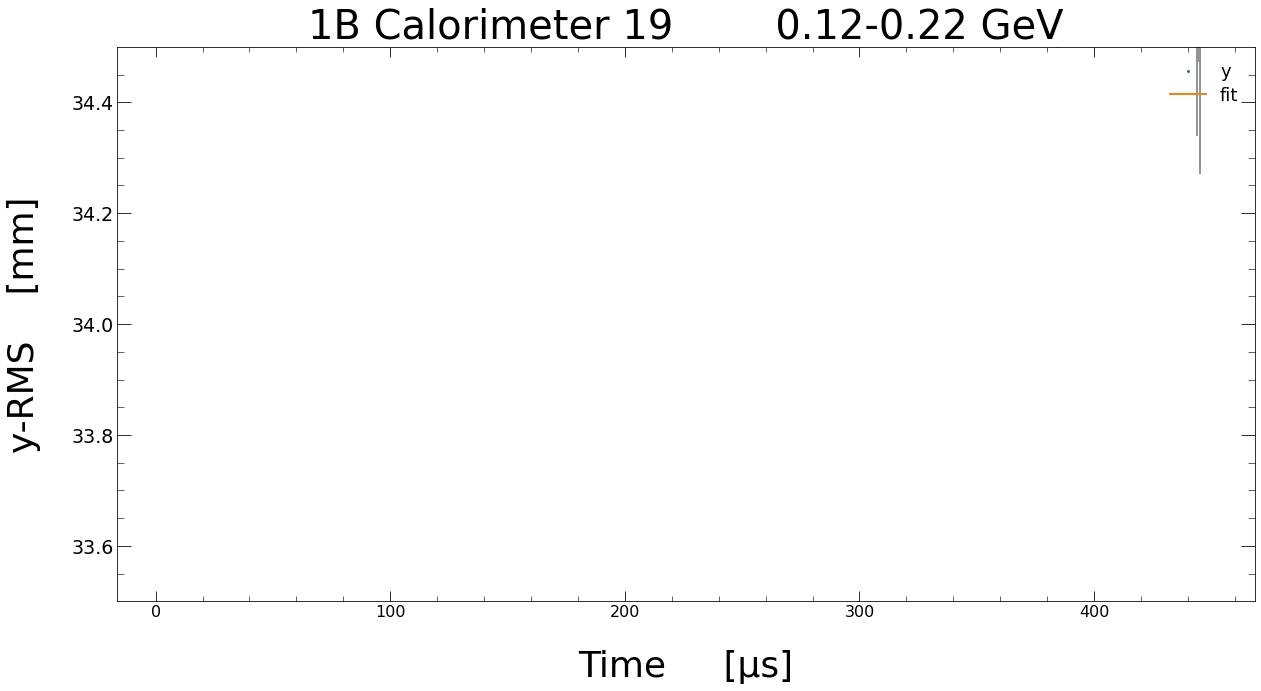 1B Calorimeter 19 0.12-0.22 GeV
y
fit
y-RMS [mm]
34.4
34.2
34.0
33.8
33.6
0 100 200 300 400
Time [µs]